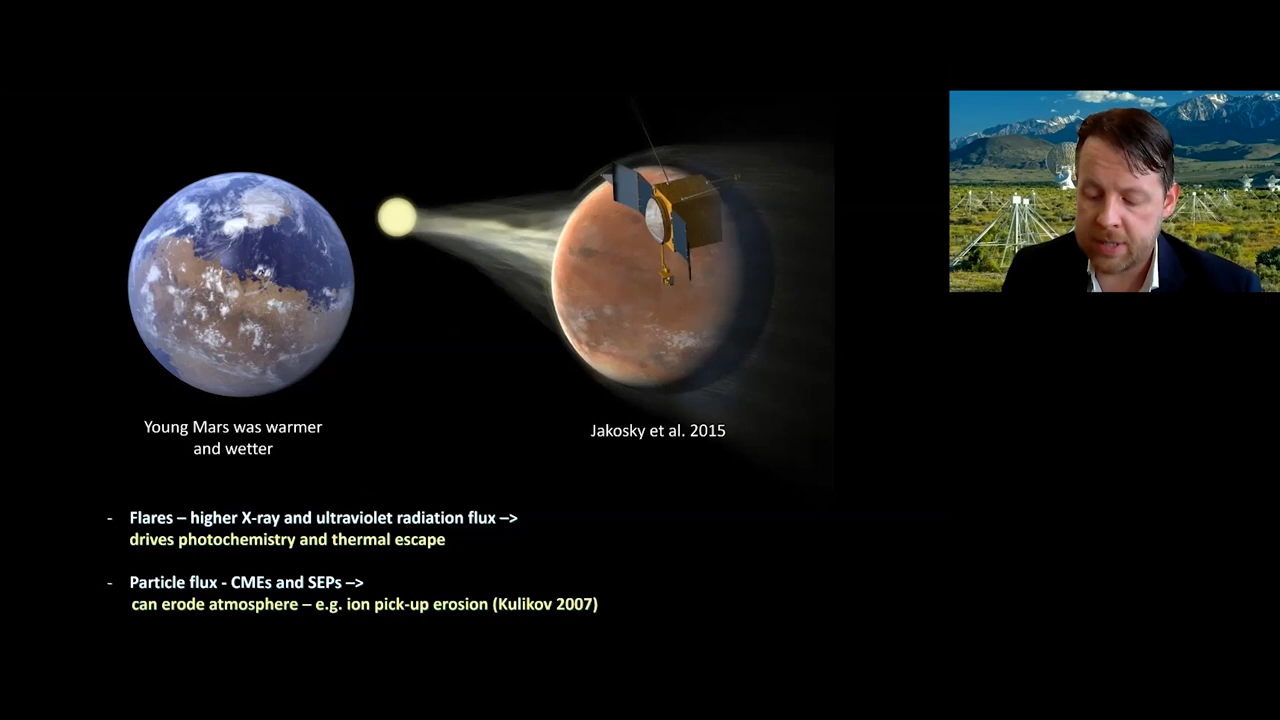 Young Mars was warmer
and wetter
Jakosky et al. 2015
- Flares – higher X-ray and ultraviolet radiation flux –>
drives photochemistry and thermal escape
- Particle flux - CMEs and SEPs –>
can erode atmosphere – e.g. ion pick-up erosion (Kulikov 2007)